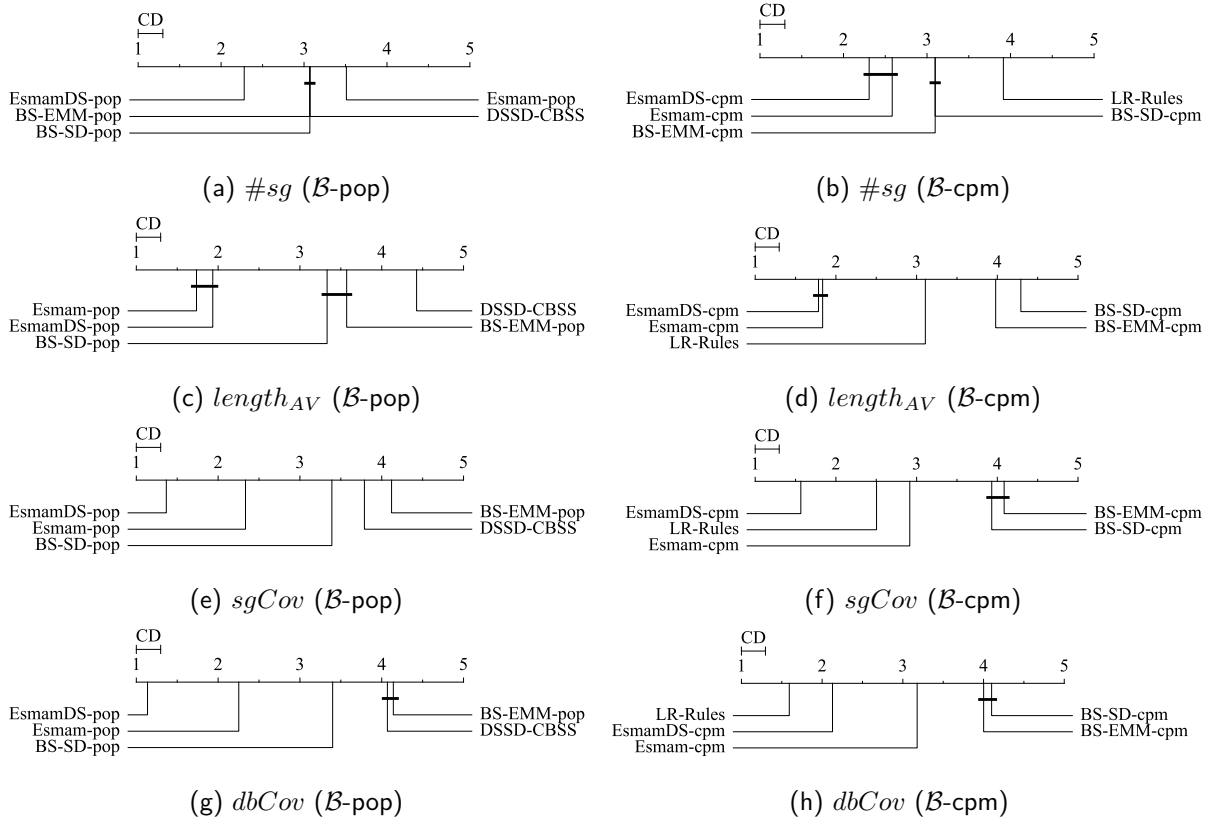 CD
1 2 3 4 5
EsmamDS-pop Esmam-pop
BS-EMM-pop DSSD-CBSS
BS-SD-pop
(a) #sg (ℬ-pop)
CD
1 2 3 4 5
EsmamDS-cpm LR-Rules
Esmam-cpm BS-SD-cpm
BS-EMM-cpm
(b) #sg (ℬ-cpm)
CD
1 2 3 4 5
Esmam-pop DSSD-CBSS
EsmamDS-pop BS-EMM-pop
BS-SD-pop
(c) length_AV (ℬ-pop)
CD
1 2 3 4 5
EsmamDS-cpm BS-SD-cpm
Esmam-cpm BS-EMM-cpm
LR-Rules
(d) length_AV (ℬ-cpm)
CD
1 2 3 4 5
EsmamDS-pop BS-EMM-pop
Esmam-pop DSSD-CBSS
BS-SD-pop
(e) sgCov (ℬ-pop)
CD
1 2 3 4 5
EsmamDS-cpm BS-EMM-cpm
LR-Rules BS-SD-cpm
Esmam-cpm
(f) sgCov (ℬ-cpm)
CD
1 2 3 4 5
EsmamDS-pop BS-EMM-pop
Esmam-pop DSSD-CBSS
BS-SD-pop
(g) dbCov (ℬ-pop)
CD
1 2 3 4 5
LR-Rules BS-SD-cpm
EsmamDS-cpm BS-EMM-cpm
Esmam-cpm
(h) dbCov (ℬ-cpm)